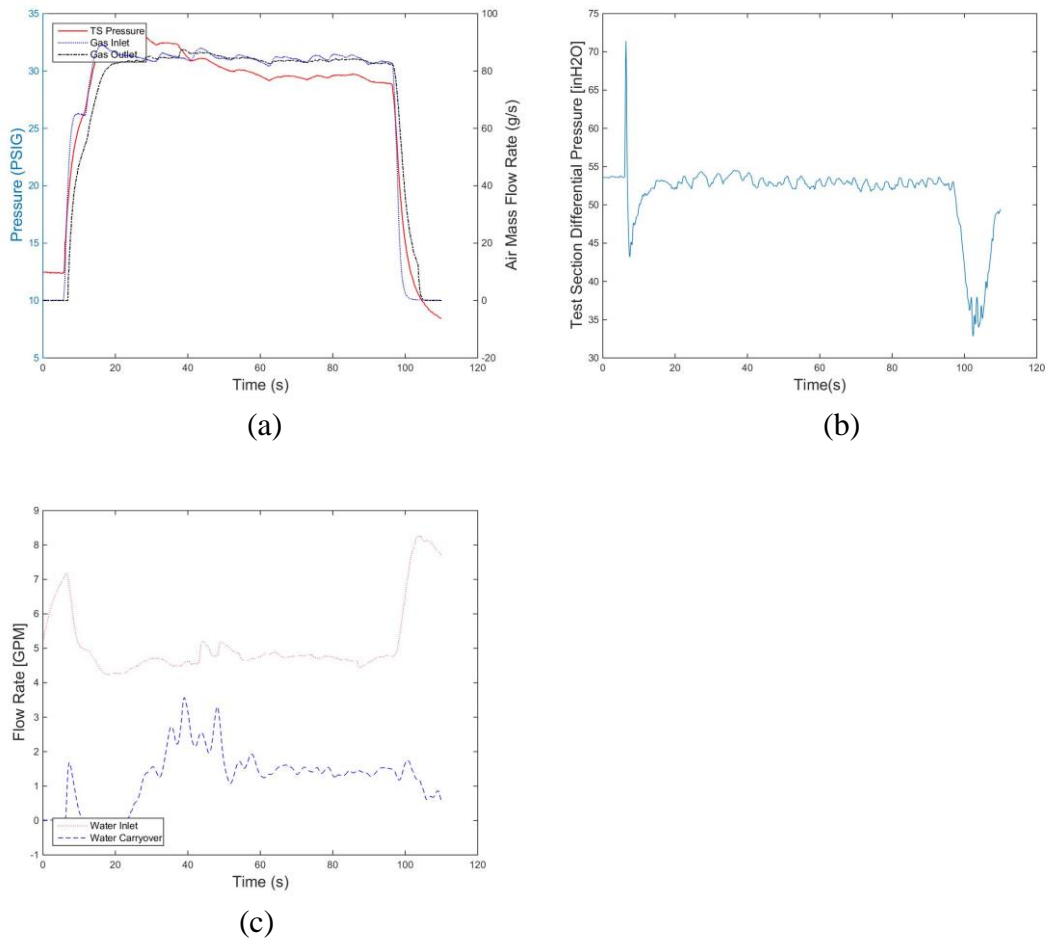 TS Pressure
Gas Inlet
Gas Outlet
Pressure (PSIG)
35
30
25
20
15
10
5
Air Mass Flow Rate (g/s)
100
80
60
40
20
0
-20
0 20 40 60 80 100 120
Time (s)
(a)
Test Section Differential Pressure [inH2O]
75
70
65
60
55
50
45
40
35
30
0 20 40 60 80 100 120
Time(s)
(b)
Flow Rate [GPM]
9
8
7
6
5
4
3
2
1
0
-1
Water Inlet
Water Carryover
0 20 40 60 80 100 120
Time (s)
(c)